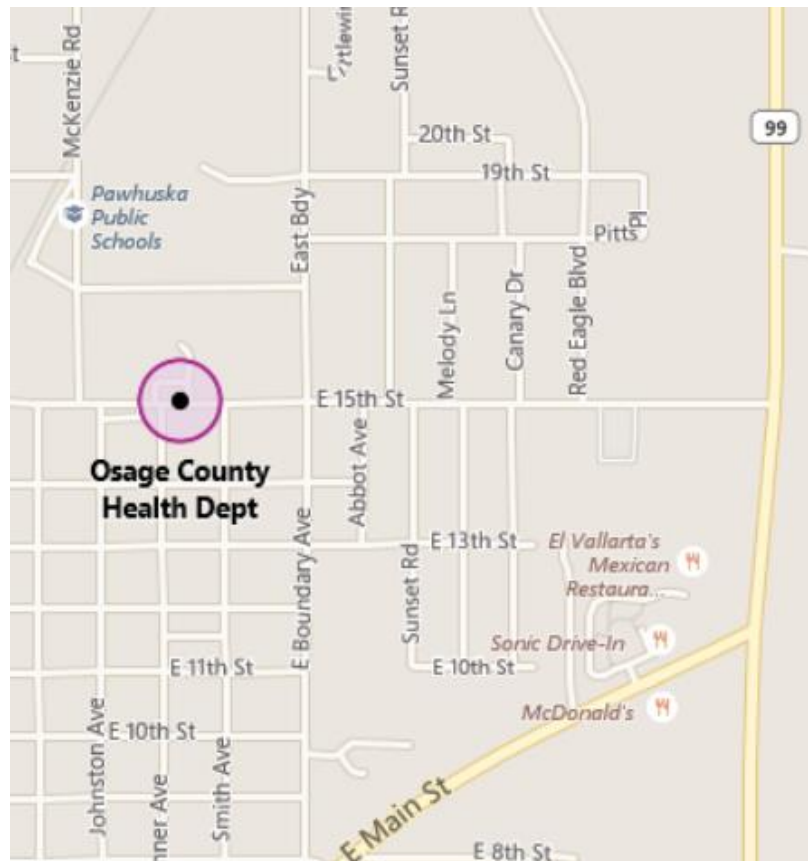 McKenzie Rd
Sunset R
20th St
99
19th St
Pawhuska
Public
Schools
East Bdy
Pitts
Pl
Melody Ln
Canary Dr
Red Eagle Blvd
E 15th St
Osage County
Health Dept
Abbot Ave
E 13th St
El Vallarta's
Mexican
Restaura...
E Boundary Ave
Sunset Rd
Sonic Drive-In
E 11th St
E 10th St
McDonald's
E 10th St
Johnston Ave
Smith Ave
nner Ave
E Main St
E 8th St